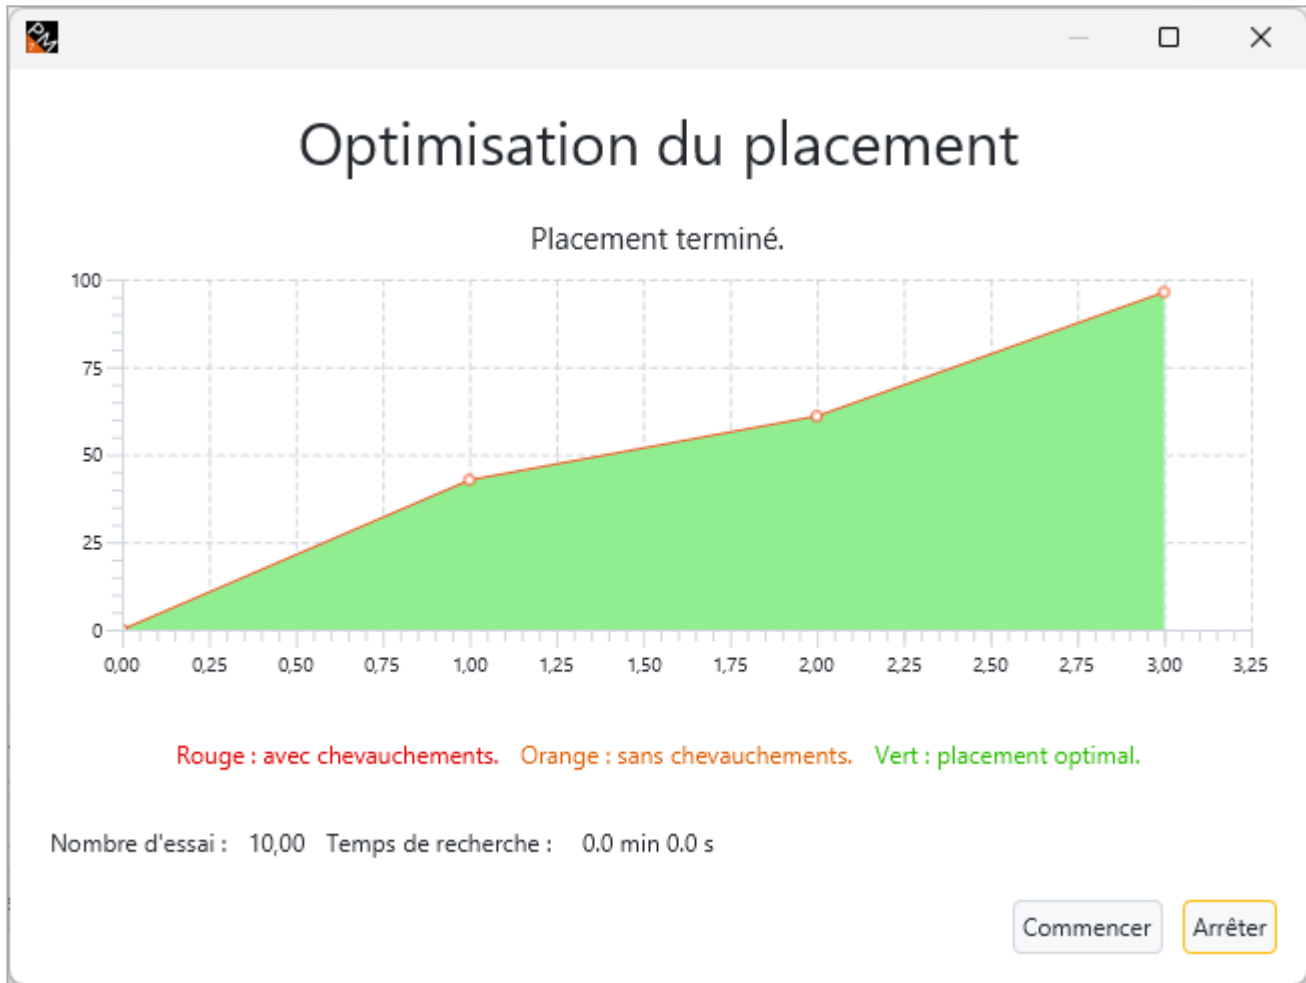 PM
Optimisation du placement
Placement terminé.
100
75
50
25
0
0,00 0,25 0,50 0,75 1,00 1,25 1,50 1,75 2,00 2,25 2,50 2,75 3,00 3,25
Rouge : avec chevauchements. Orange : sans chevauchements. Vert : placement optimal.
Nombre d'essai : 10,00 Temps de recherche : 0.0 min 0.0 s
Commencer Arrêter